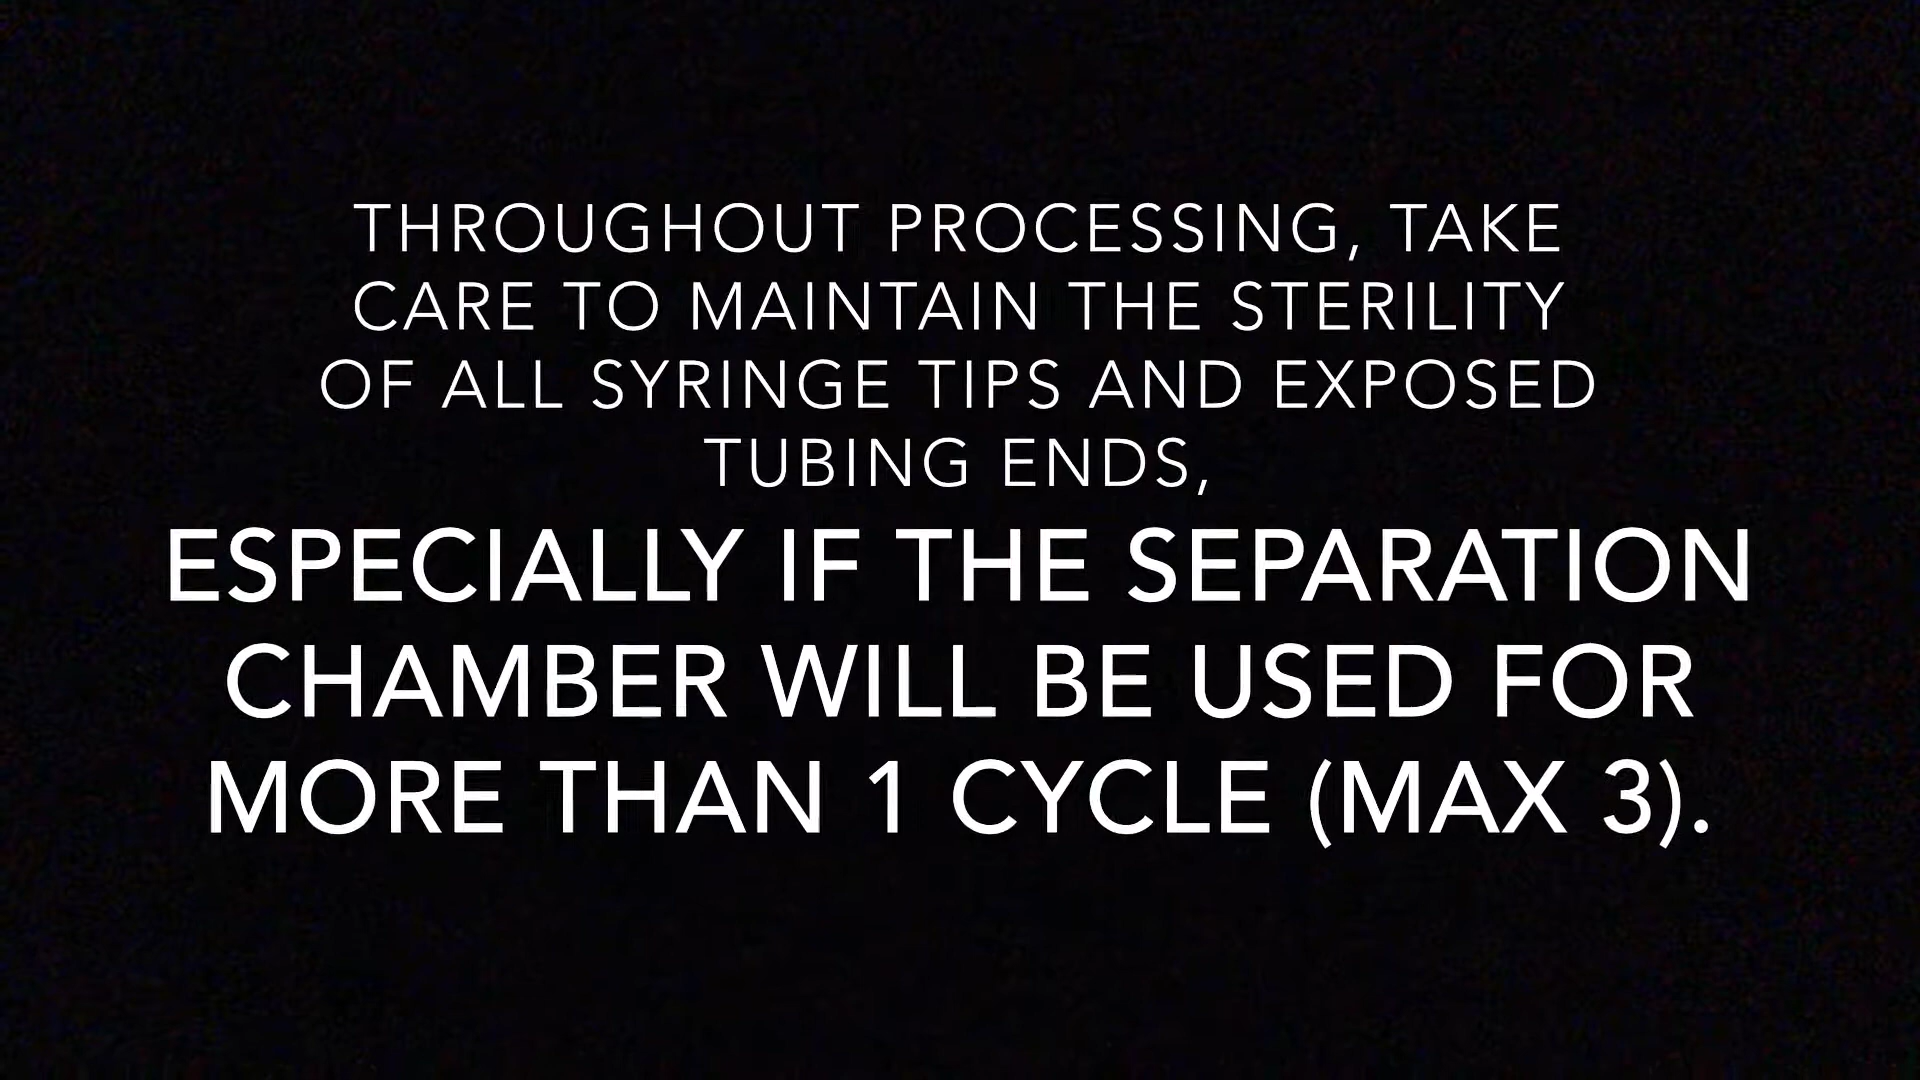 THROUGHOUT PROCESSING, TAKE
CARE TO MAINTAIN THE STERILITY
OF ALL SYRINGE TIPS AND EXPOSED
TUBING ENDS,
ESPECIALLY IF THE SEPARATION
CHAMBER WILL BE USED FOR
MORE THAN 1 CYCLE (MAX 3).